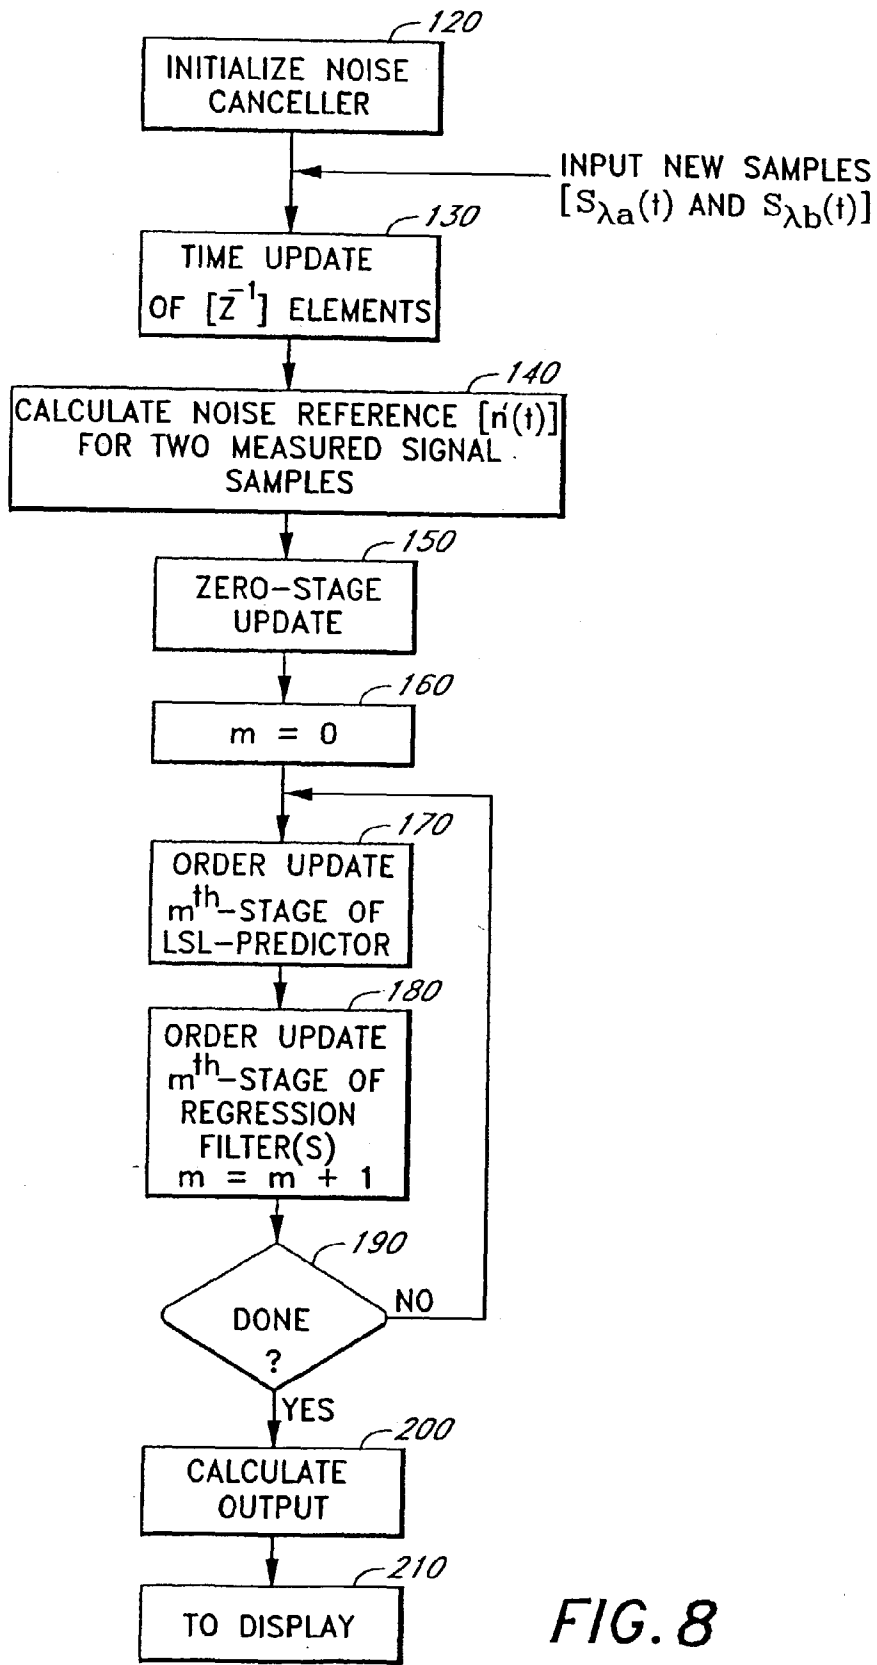 120
INITIALIZE NOISE
CANCELLER
INPUT NEW SAMPLES
[Sλa(t) AND Sλb(t)]
130
TIME UPDATE
OF [Z⁻¹] ELEMENTS
140
CALCULATE NOISE REFERENCE [n'(t)]
FOR TWO MEASURED SIGNAL
SAMPLES
150
ZERO-STAGE
UPDATE
160
m = 0
170
ORDER UPDATE
mth-STAGE OF
LSL-PREDICTOR
180
ORDER UPDATE
mth-STAGE OF
REGRESSION
FILTER(S)
m = m + 1
190
DONE
?
NO
YES
200
CALCULATE
OUTPUT
210
TO DISPLAY
FIG. 8